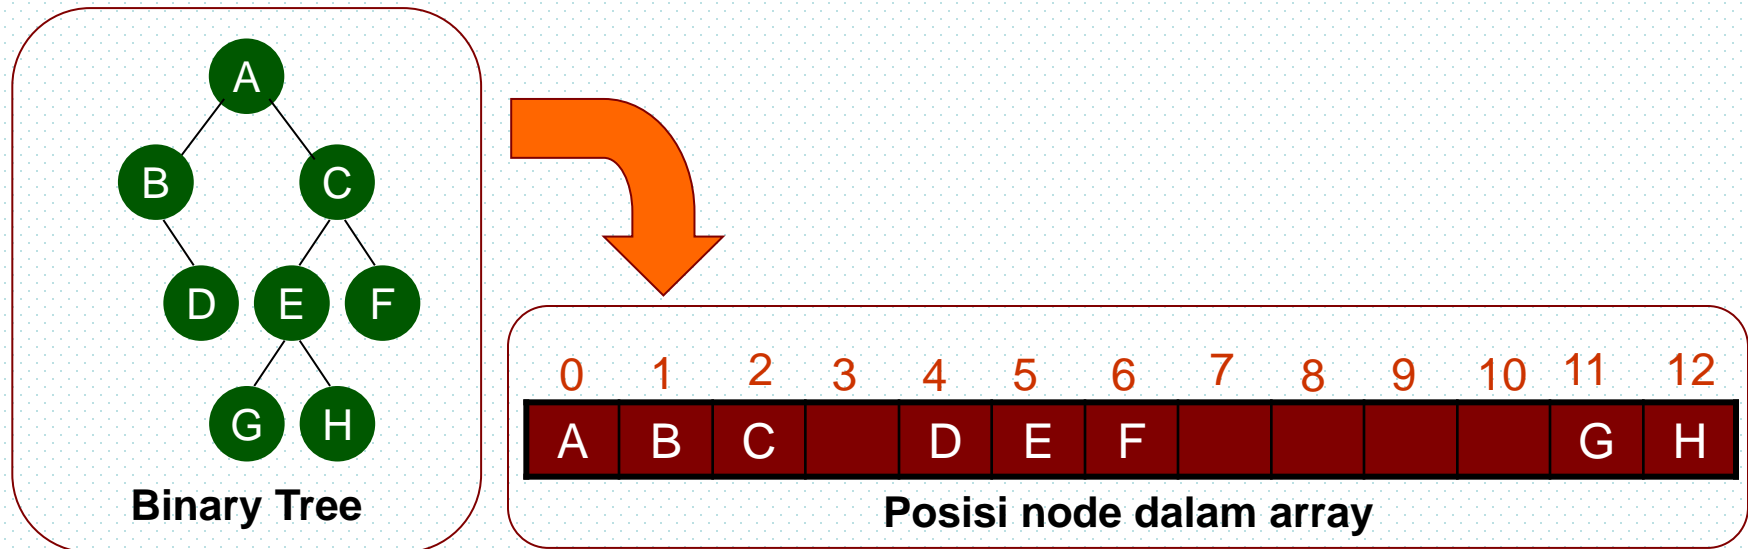 A
B C
D E F
G H
Binary Tree
0 1 2 3 4 5 6 7 8 9 10 11 12
A B C D E F G H
Posisi node dalam array